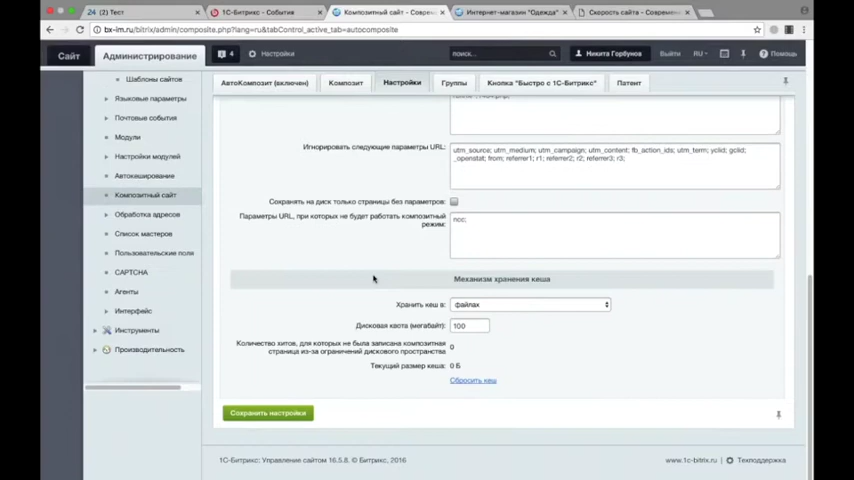 24 (2) Тест
1С-Битрикс - События
Композитный сайт - Соврем
Интернет-магазин "Одежда"
Скорость сайта - Современ
bx-im.ru/bitrix/admin/composite.php?lang=ru&tabControl_active_tab=autocomposite
Сайт
Администрирование
4
Настройки
поиск...
Никита Горбунов
Выйти
RU
Помощь
Шаблоны сайтов
Языковые параметры
Почтовые события
Модули
Настройки модулей
Автокеширование
Композитный сайт
Обработка адресов
Список мастеров
Пользовательские поля
CAPTCHA
Агенты
Интерфейс
Инструменты
Производительность
АвтоКомпозит (включен)
Композит
Настройки
Группы
Кнопка "Быстро с 1С-Битрикс"
Патент
Игнорировать следующие параметры URL:
utm_source; utm_medium; utm_campaign; utm_content; fb_action_ids; utm_term; yclid; gclid;
_openstat; from; referrer1; r1; referrer2; r2; referrer3; r3;
Сохранять на диск только страницы без параметров:
Параметры URL, при которых не будет работать композитный
режим:
ncc;
Механизм хранения кеша
Хранить кеш в:
файлах
Дисковая квота (мегабайт):
100
Количество хитов, для которых не была записана композитная
страница из-за ограничений дискового пространства
0
Текущий размер кеша:
0 Б
Сбросить кеш
Сохранить настройки
1С-Битрикс: Управление сайтом 16.5.8. © Битрикс, 2016
www.1c-bitrix.ru
Техподдержка